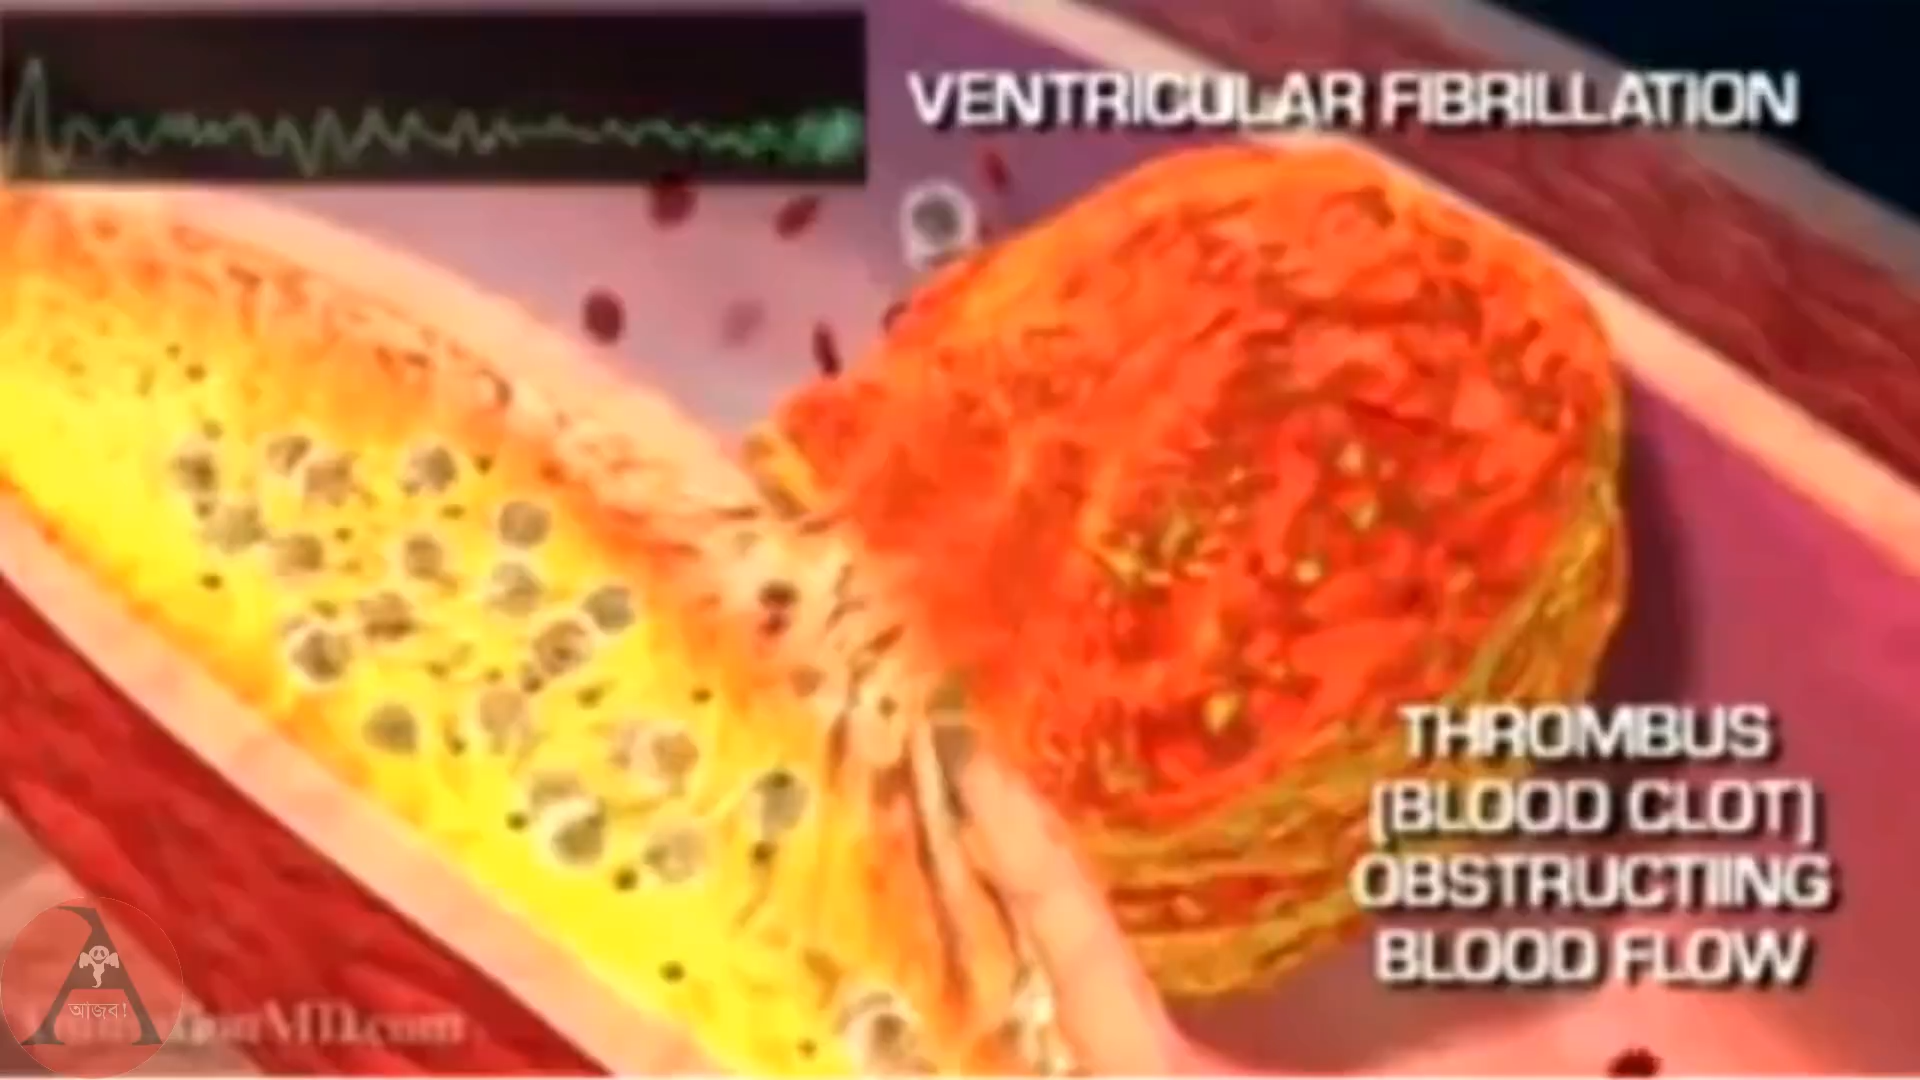 VENTRICULAR FIBRILLATION
THROMBUS
(BLOOD CLOT)
OBSTRUCTIING
BLOOD FLOW
আজব!